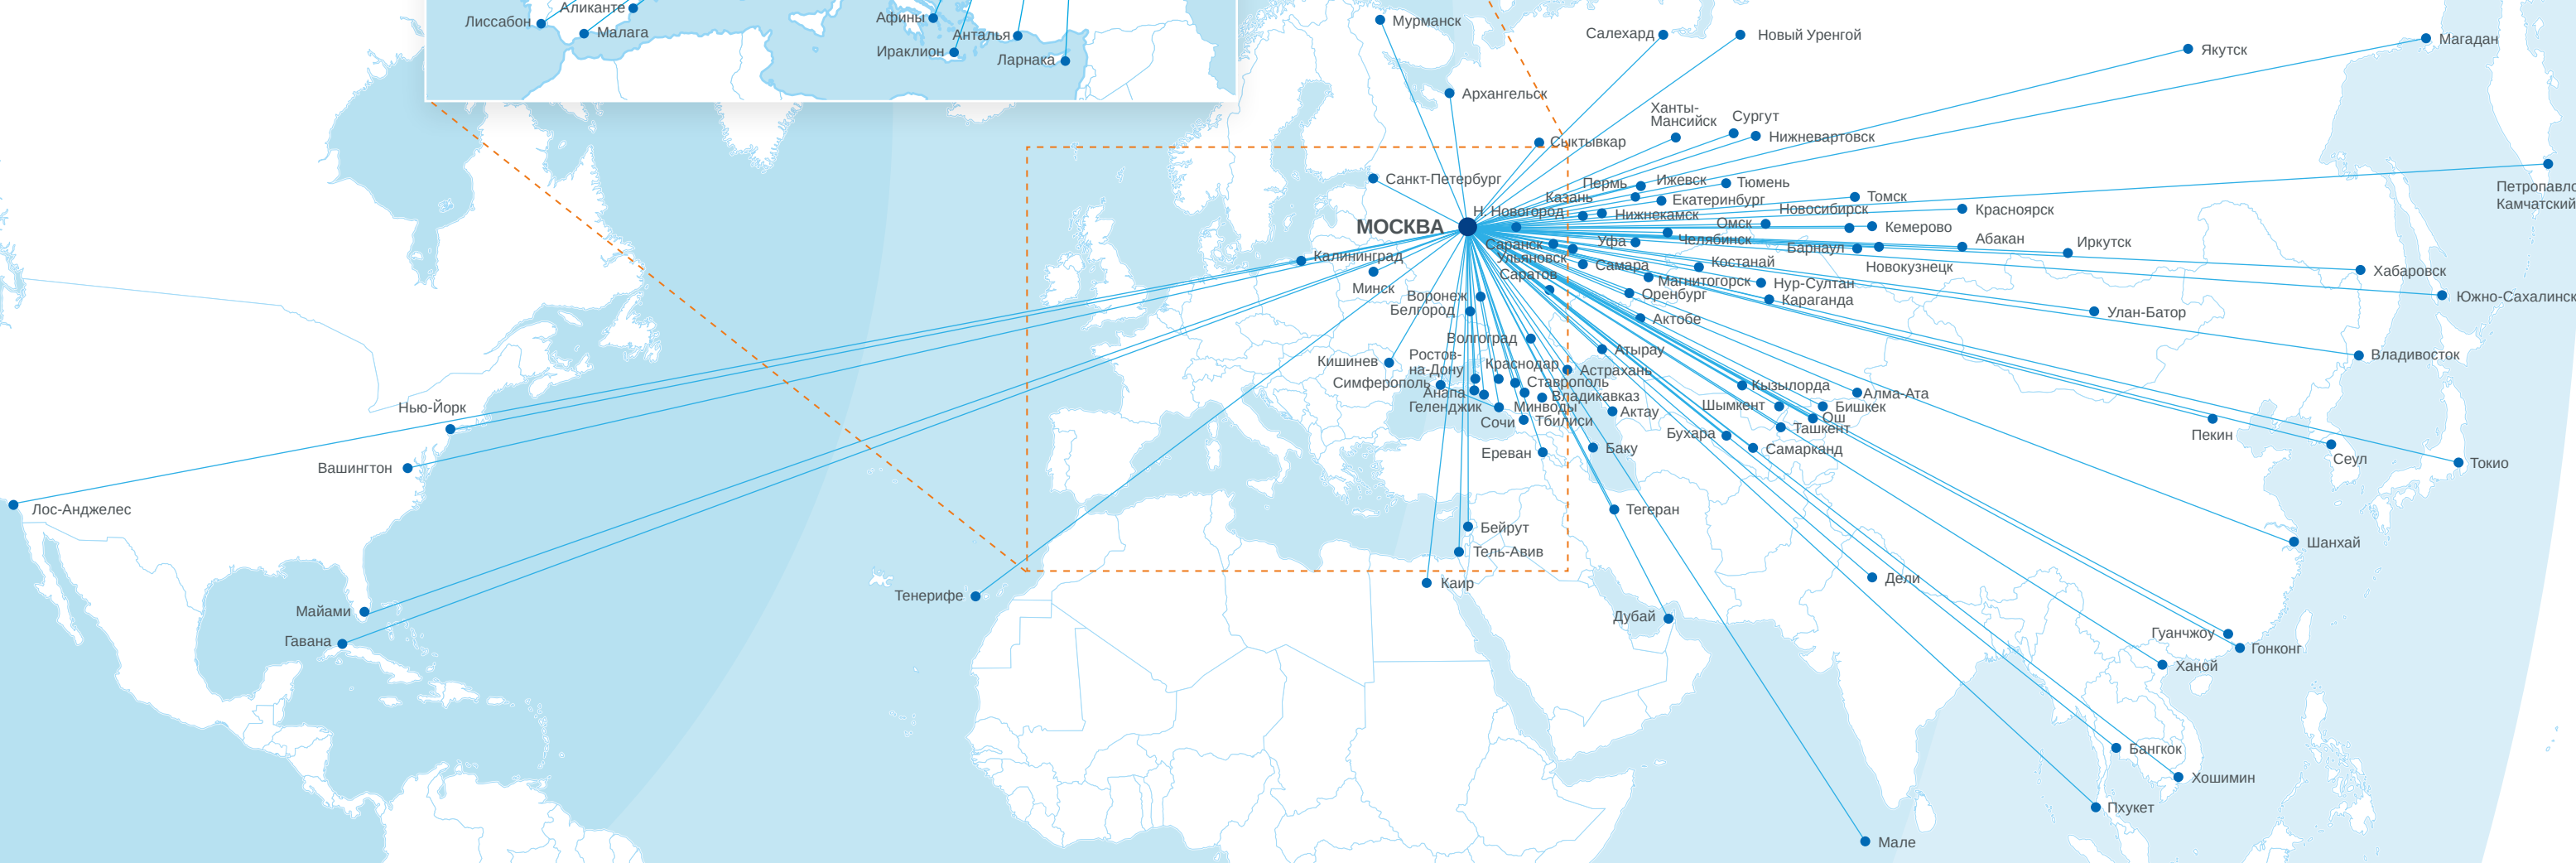 Аликанте
Лиссабон
Малага
Афины
Анталья
Ираклион
Ларнака
Мурманск
Салехард
Новый Уренгой
Якутск
Магадан
Архангельск
Ханты-
Мансийск
Сургут
Нижневартовск
Сыктывкар
Санкт-Петербург
Пермь
Ижевск
Тюмень
Петропавло
Камчатский
Казань
Екатеринбург
Томск
Н. Новогород
Нижнекамск
Новосибирск
Красноярск
МОСКВА
Омск
Кемерово
Саранск
Уфа
Челябинск
Барнаул
Абакан
Иркутск
Калининград
Ульяновск
Самара
Костанай
Новокузнецк
Хабаровск
Минск
Саратов
Магнитогорск
Нур-Султан
Воронеж
Оренбург
Караганда
Южно-Сахалинск
Белгород
Актобе
Улан-Батор
Волгоград
Атырау
Владивосток
Кишинев
Ростов-
на-Дону
Краснодар
Астрахань
Симферополь
Ставрополь
Кызылорда
Анапа
Владикавказ
Алма-Ата
Нью-Йорк
Геленджик
Минводы
Актау
Шымкент
Бишкек
Ош
Сочи
Тбилиси
Ташкент
Бухара
Пекин
Ереван
Баку
Самарканд
Сеул
Токио
Вашингтон
Лос-Анджелес
Тегеран
Бейрут
Шанхай
Тель-Авив
Каир
Дели
Тенерифе
Майами
Дубай
Гавана
Гуанчжоу
Гонконг
Ханой
Бангкок
Хошимин
Пхукет
Мале